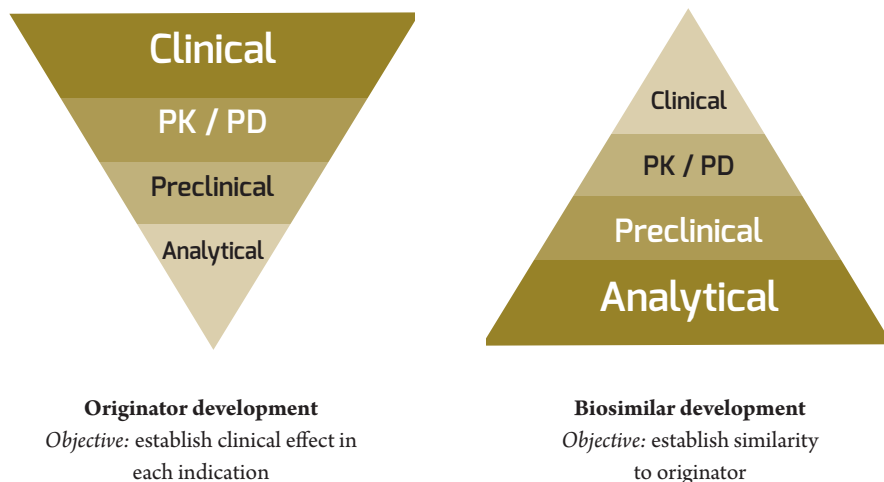 Clinical
PK / PD
Preclinical
Analytical
Originator development
Objective: establish clinical effect in
each indication
Clinical
PK / PD
Preclinical
Analytical
Biosimilar development
Objective: establish similarity
to originator